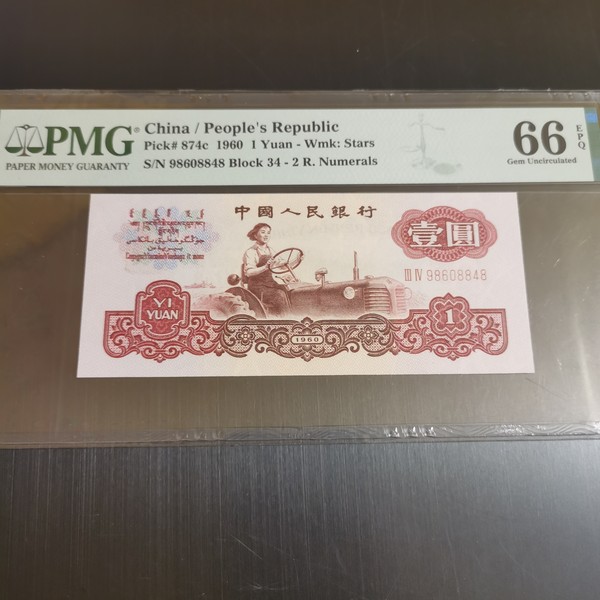 PMG
PAPER MONEY GUARANTY
China / People's Republic
Pick# 874c 1960 1 Yuan - Wmk: Stars
S/N 98608848 Block 34 - 2 R. Numerals
66 EPQ
Gem Uncirculated
中國人民銀行
壹圓
III IV 98608848
YI
YUAN
1960
1